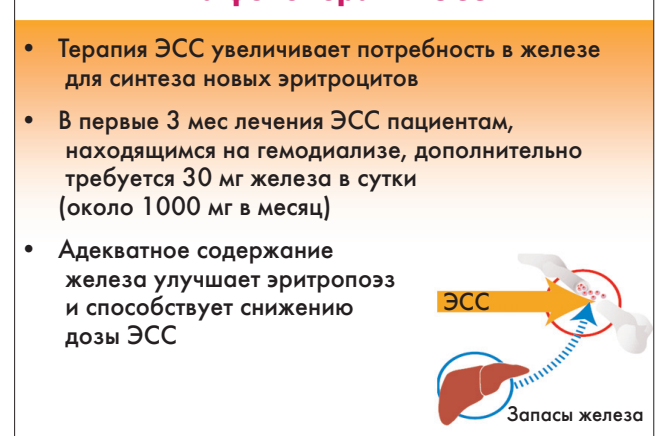 • Терапия ЭСС увеличивает потребность в железе
для синтеза новых эритроцитов
• В первые 3 мес лечения ЭСС пациентам,
находящимся на гемодиализе, дополнительно
требуется 30 мг железа в сутки
(около 1000 мг в месяц)
• Адекватное содержание
железа улучшает эритропоэз
и способствует снижению
дозы ЭСС
ЭСС
Запасы железа